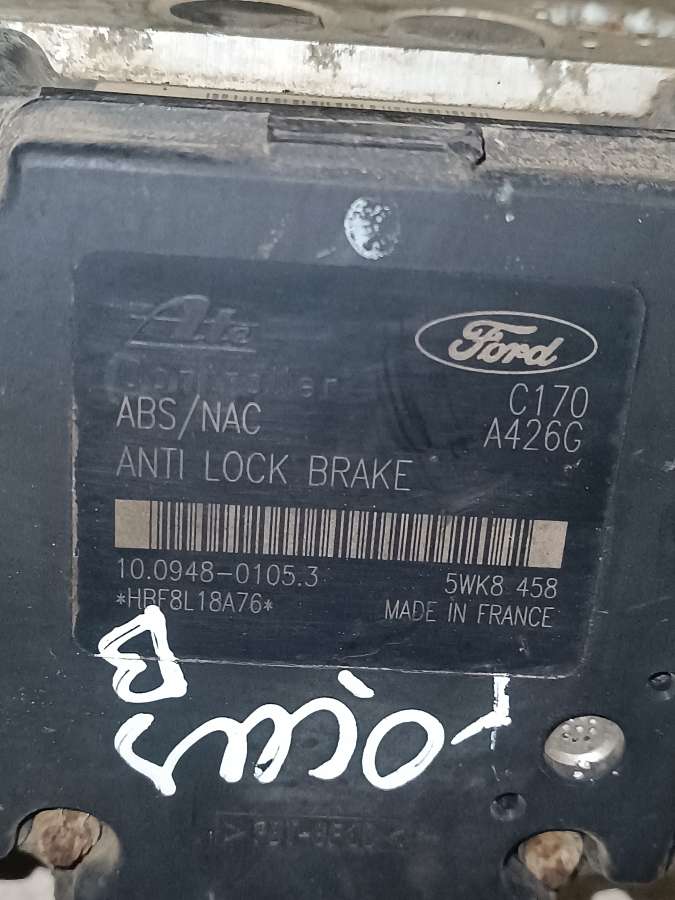 Ate
Ford
C170
ABS/NAC
A426G
ANTI LOCK BRAKE
10.0948-0105.3
5WK8 458
*HBF8L18A76*
MADE IN FRANCE